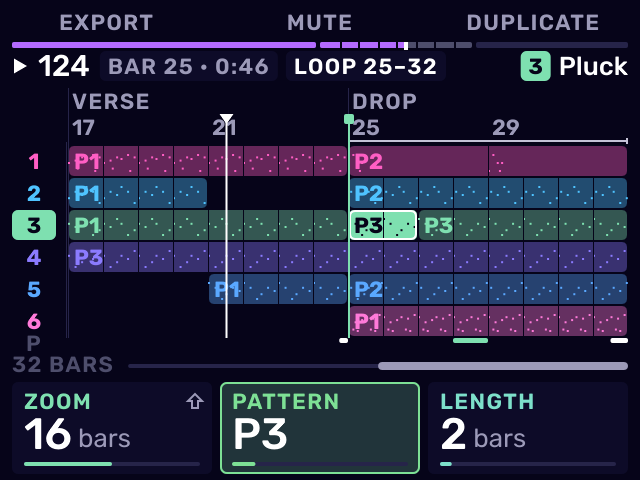 EXPORT MUTE DUPLICATE
124 BAR 25 • 0:46 LOOP 25–32 3 Pluck
VERSE DROP
17 21 25 29
1 P1 P2
2 P1 P2
3 P1 P3 P3
4 P3
5 P1 P2
6 P1
P
32 BARS
ZOOM PATTERN LENGTH
16 bars P3 2 bars